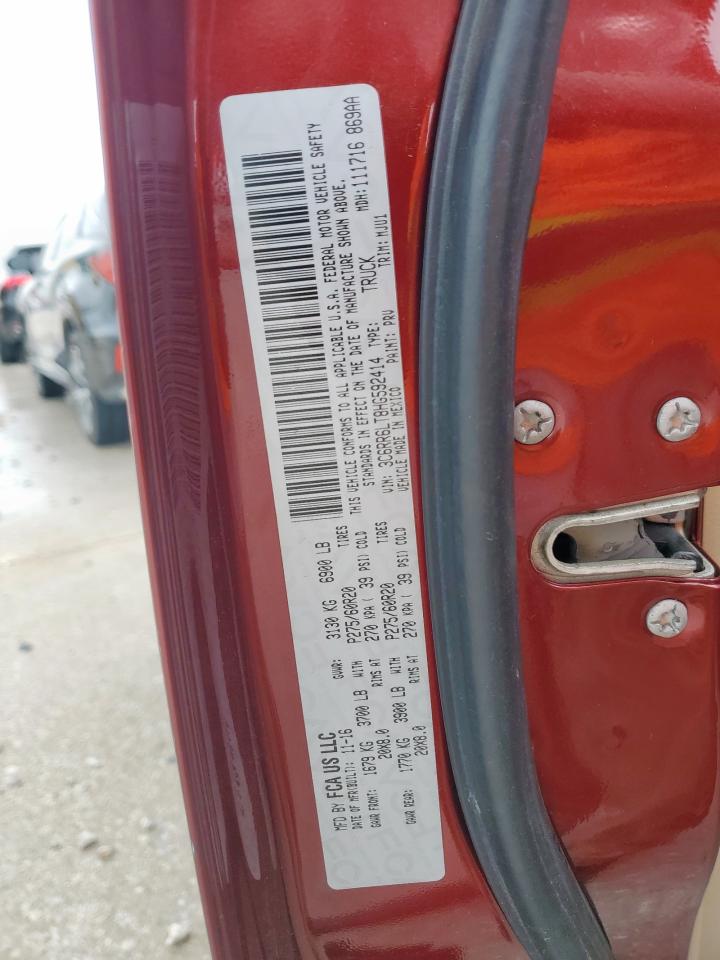 MFD BY FCA US LLC
DATE OF MFR(BUILT): 11-16 GVWR: 3130 KG 6900 LB
GAWR FRONT: 1679 KG 3700 LB WITH P275/60R20 TIRES
20X8.0 RIMS AT 270 KPA ( 39 PSI) COLD
GAWR REAR: 1770 KG 3900 LB WITH P275/60R20 TIRES
20X8.0 RIMS AT 270 KPA ( 39 PSI) COLD
THIS VEHICLE CONFORMS TO ALL APPLICABLE U.S.A. FEDERAL MOTOR VEHICLE SAFETY
STANDARDS IN EFFECT ON THE DATE OF MANUFACTURE SHOWN ABOVE.
VIN: 3C6RR6LT8HG592414 TYPE: TRUCK MDH:111716 869AA
VEHICLE MADE IN MEXICO PAINT: PRV TRIM: MJU1